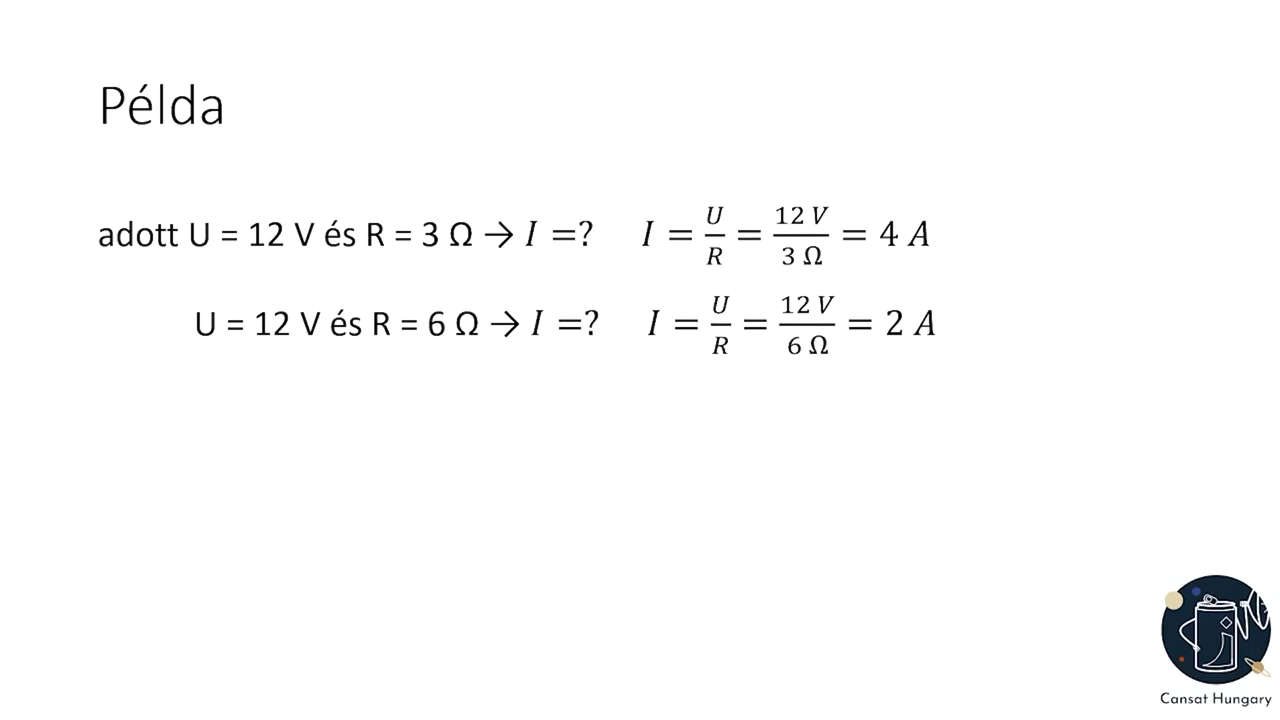 Példa
adott U = 12 V és R = 3 Ω → I =? I = U/R = 12 V/3 Ω = 4 A
U = 12 V és R = 6 Ω → I =? I = U/R = 12 V/6 Ω = 2 A
Cansat Hungary